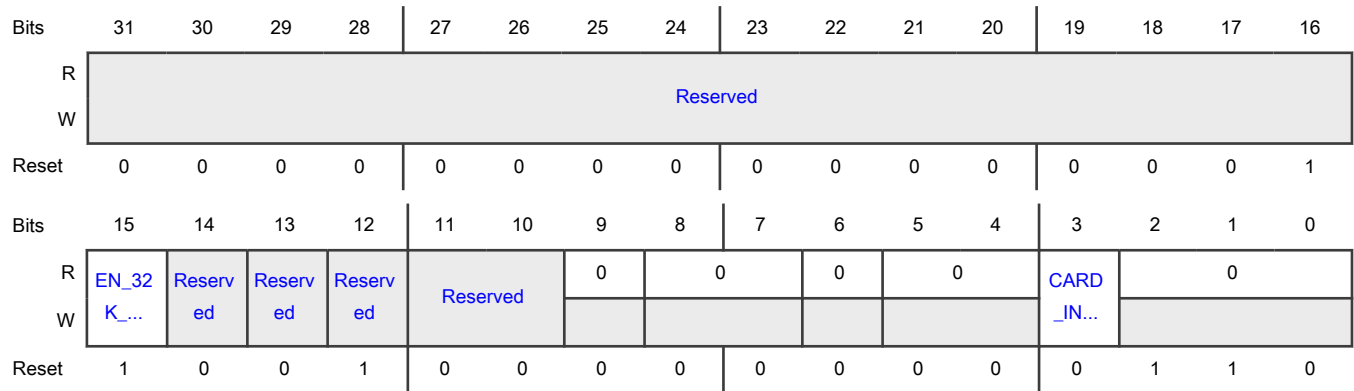 Bits 31 30 29 28 27 26 25 24 23 22 21 20 19 18 17 16
R
Reserved
W
Reset 0 0 0 0 0 0 0 0 0 0 0 0 0 0 0 1
Bits 15 14 13 12 11 10 9 8 7 6 5 4 3 2 1 0
R 0 0 0 0 0
EN_32 Reserv Reserv Reserv Reserved CARD
K_... ed ed ed _IN...
W
Reset 1 0 0 1 0 0 0 0 0 0 0 0 0 1 1 0